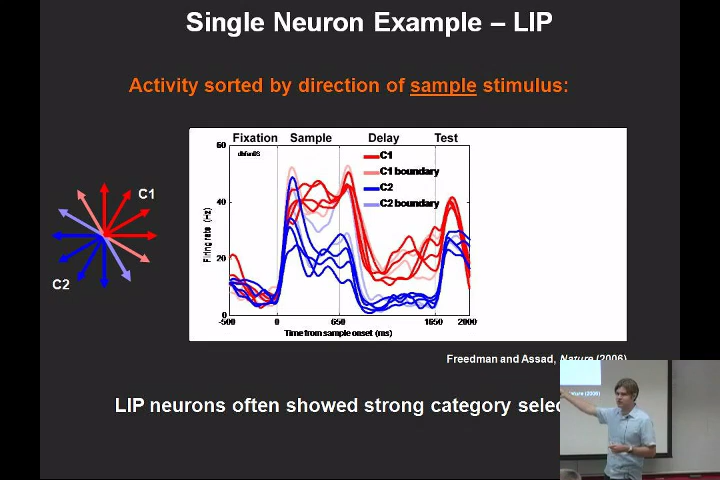 Single Neuron Example – LIP
Activity sorted by direction of sample stimulus:
Fixation Sample Delay Test
60
C1
C1 boundary
C2
C2 boundary
40
Firing rate (Hz)
20
0
-500 0 650 1650 2000
Time from sample onset (ms)
C1
C2
Freedman and Assad, Nature (2006)
LIP neurons often showed strong category